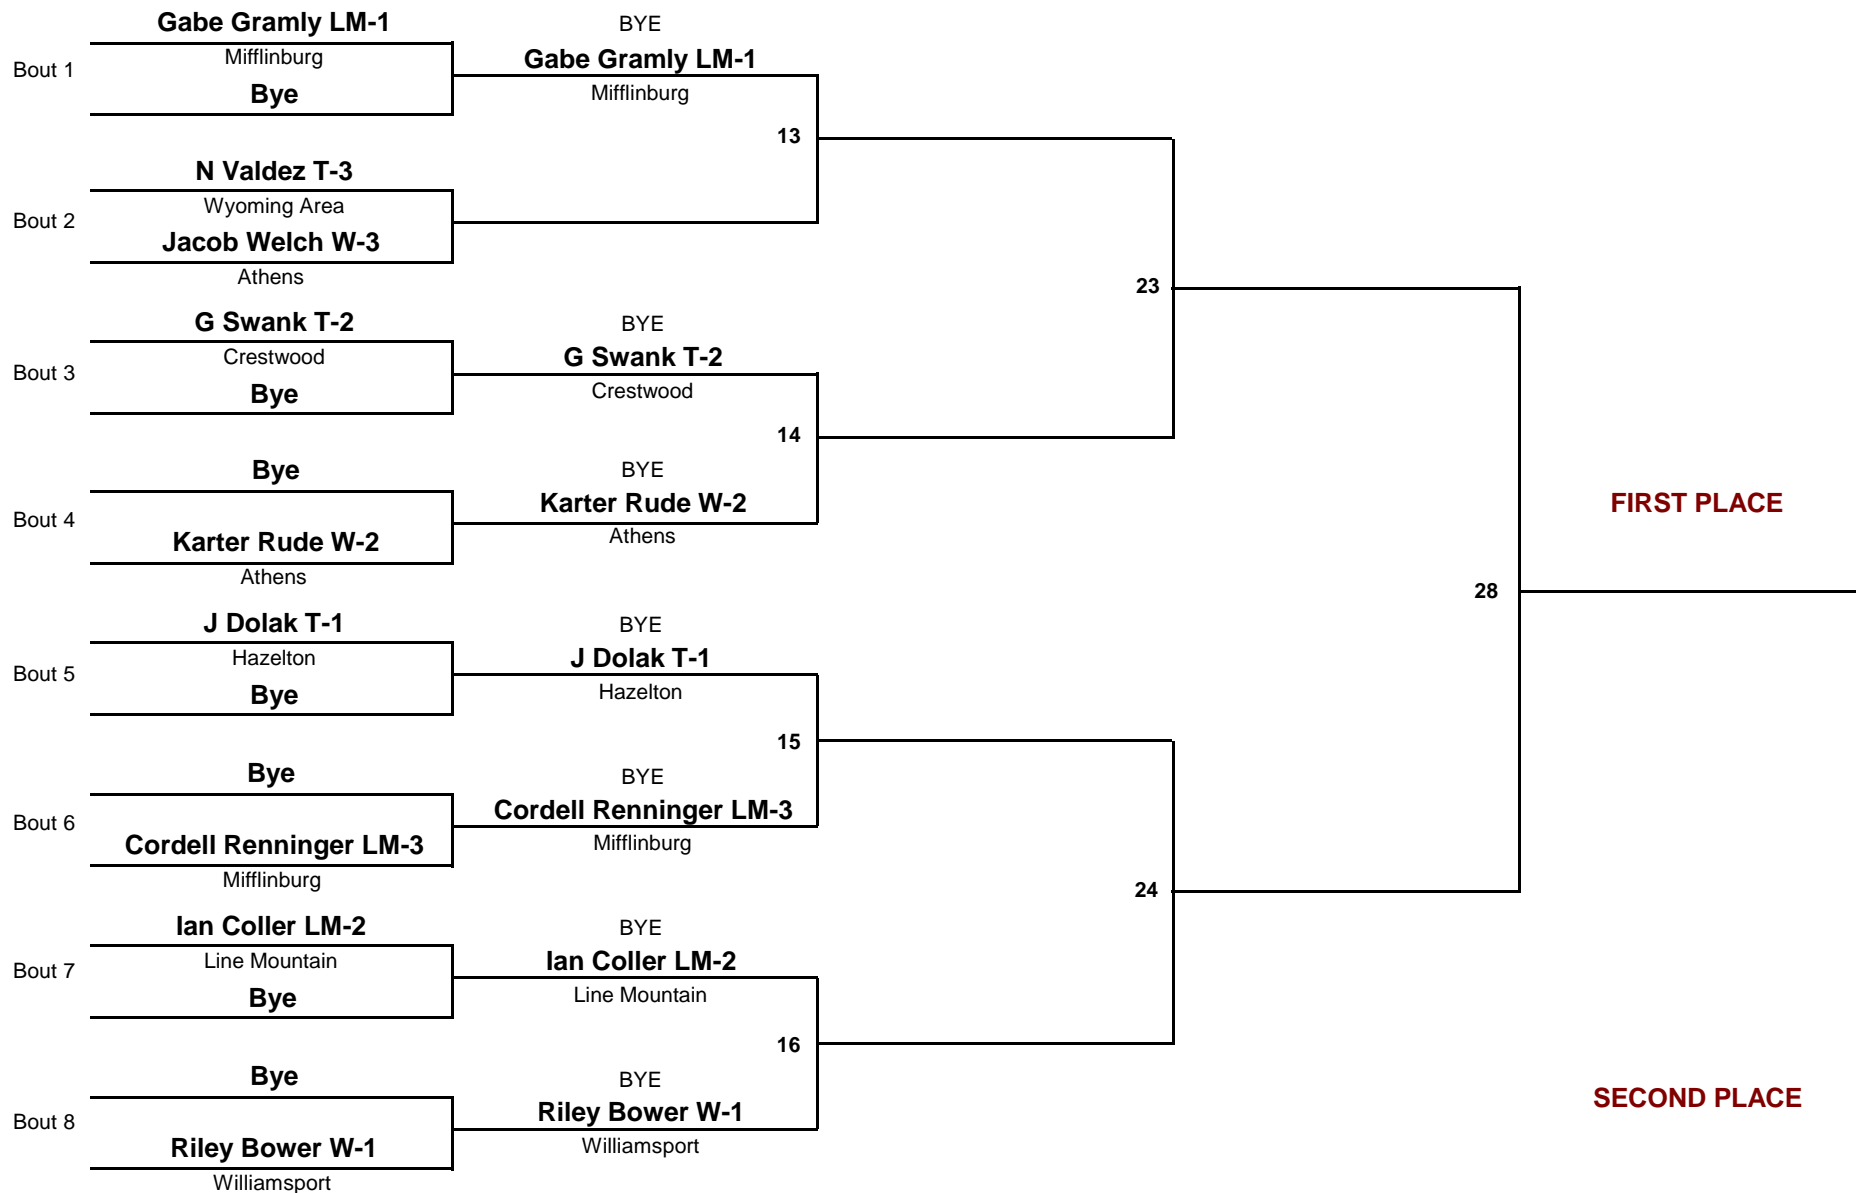 Gabe Gramly LM-1
Bout 1
Mifflinburg
Bye
BYE
Gabe Gramly LM-1
Mifflinburg
13
N Valdez T-3
Bout 2
Wyoming Area
Jacob Welch W-3
Athens
23
G Swank T-2
Bout 3
Crestwood
Bye
BYE
G Swank T-2
Crestwood
14
Bye
Bout 4
Karter Rude W-2
Athens
BYE
Karter Rude W-2
Athens
FIRST PLACE
28
J Dolak T-1
Bout 5
Hazelton
Bye
BYE
J Dolak T-1
Hazelton
15
Bye
Bout 6
Cordell Renninger LM-3
Mifflinburg
BYE
Cordell Renninger LM-3
Mifflinburg
24
Ian Coller LM-2
Bout 7
Line Mountain
Bye
BYE
Ian Coller LM-2
Line Mountain
16
Bye
Bout 8
Riley Bower W-1
Williamsport
BYE
Riley Bower W-1
Williamsport
SECOND PLACE